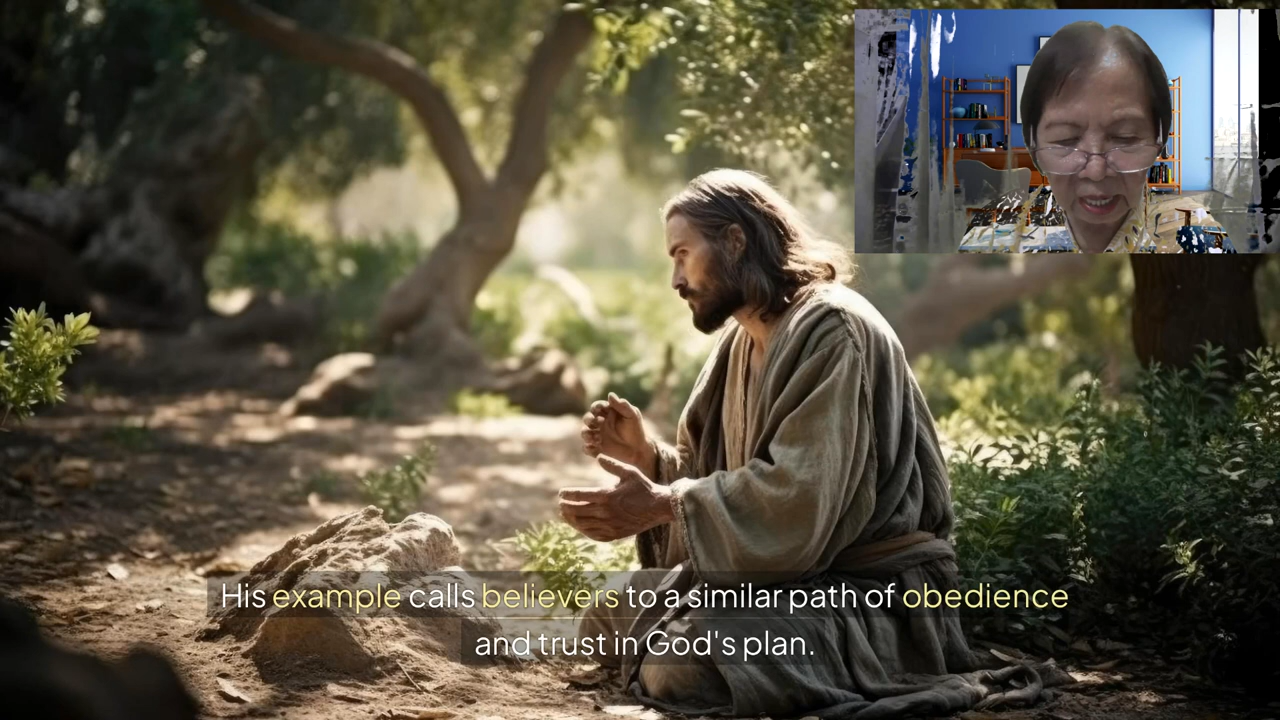 His example calls believers to a similar path of obedience
and trust in God's plan.